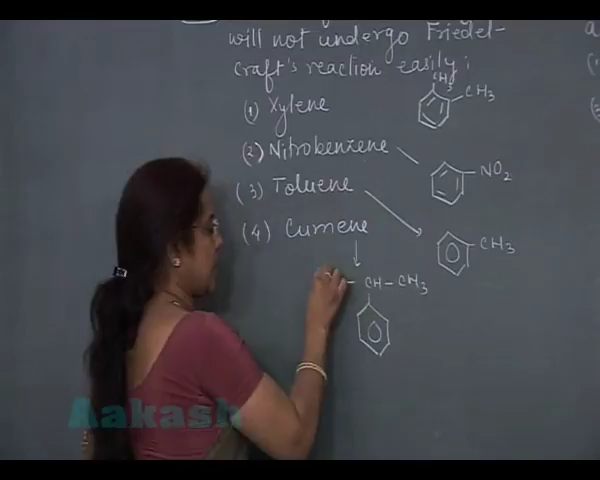 will not undergo Friedel-
craft's reaction easily;
(1) Xylene
CH3
CH3
(2) Nitrobenzene
NO2
(3) Toluene
CH3
(4) Cumene
CH - CH3
Aakash